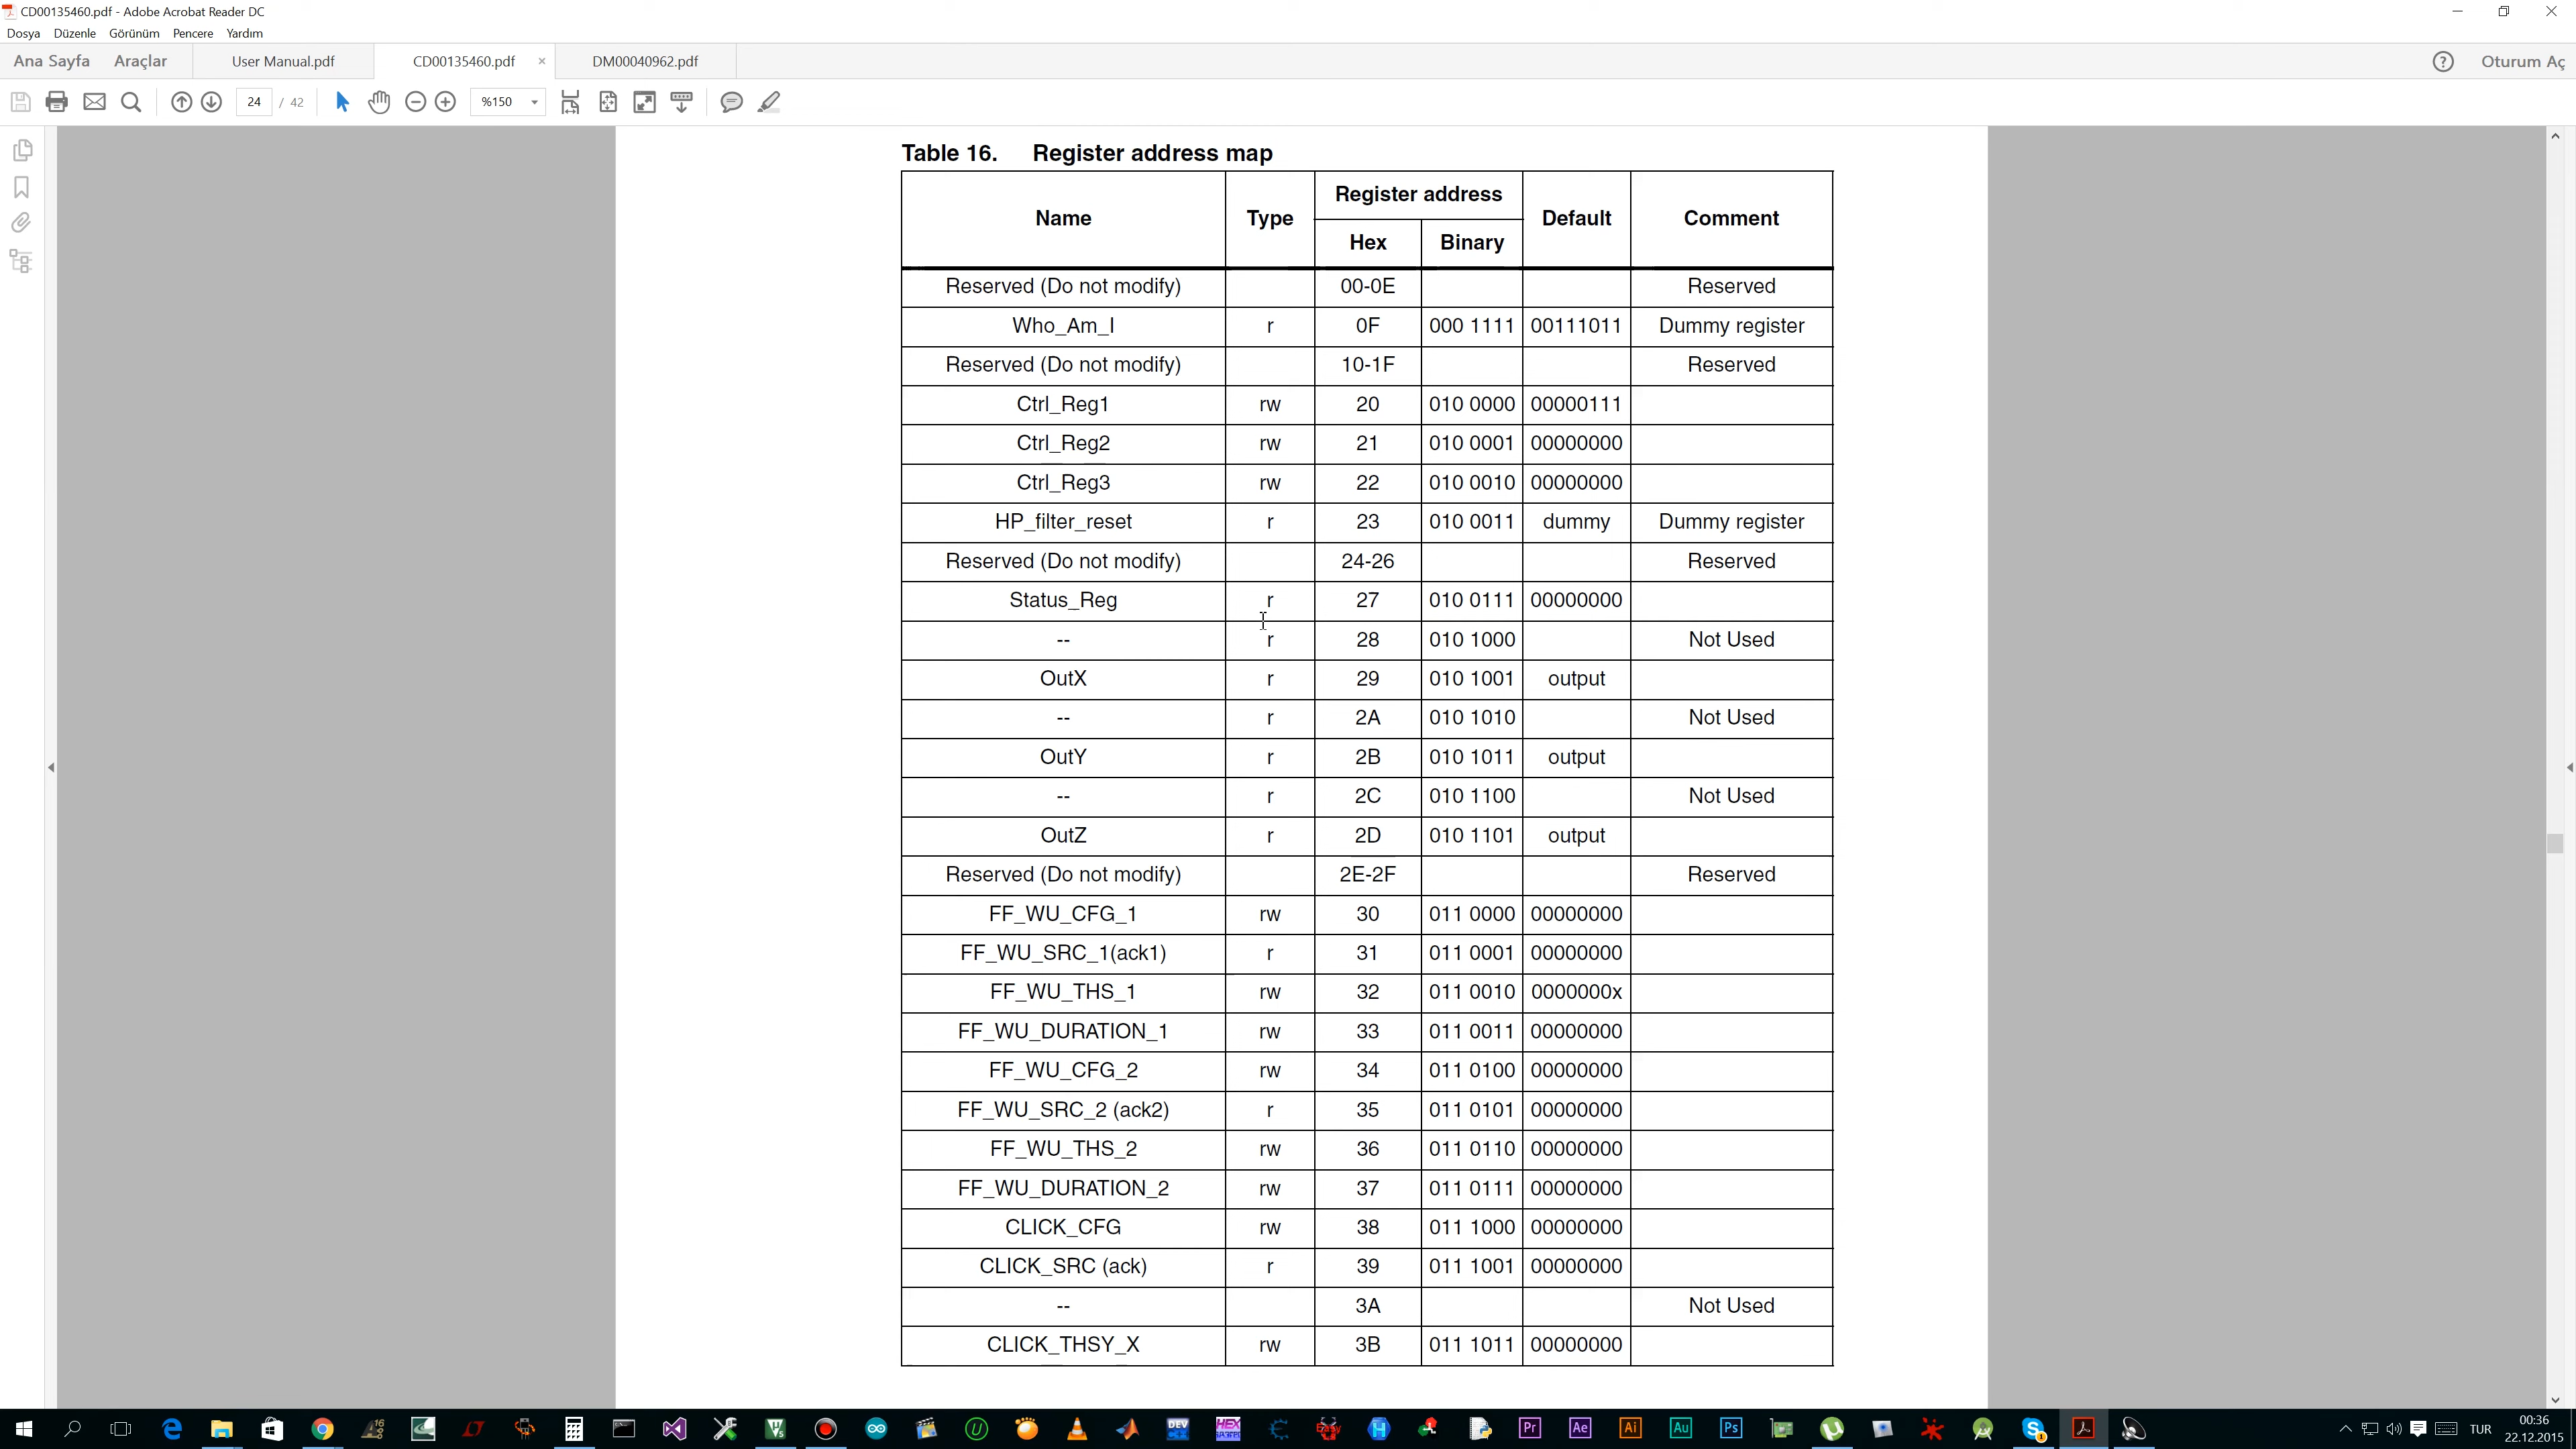 CD00135460.pdf - Adobe Acrobat Reader DC
Dosya Düzenle Görünüm Pencere Yardım
Ana Sayfa Araçlar User Manual.pdf CD00135460.pdf × DM00040962.pdf ? Oturum Aç
24 / 42 %150
Table 16. Register address map
Name Type Register address Default Comment
Hex Binary
Reserved (Do not modify) 00-0E Reserved
Who_Am_I r 0F 000 1111 00111011 Dummy register
Reserved (Do not modify) 10-1F Reserved
Ctrl_Reg1 rw 20 010 0000 00000111
Ctrl_Reg2 rw 21 010 0001 00000000
Ctrl_Reg3 rw 22 010 0010 00000000
HP_filter_reset r 23 010 0011 dummy Dummy register
Reserved (Do not modify) 24-26 Reserved
Status_Reg r 27 010 0111 00000000
-- r 28 010 1000 Not Used
OutX r 29 010 1001 output
-- r 2A 010 1010 Not Used
OutY r 2B 010 1011 output
-- r 2C 010 1100 Not Used
OutZ r 2D 010 1101 output
Reserved (Do not modify) 2E-2F Reserved
FF_WU_CFG_1 rw 30 011 0000 00000000
FF_WU_SRC_1(ack1) r 31 011 0001 00000000
FF_WU_THS_1 rw 32 011 0010 0000000x
FF_WU_DURATION_1 rw 33 011 0011 00000000
FF_WU_CFG_2 rw 34 011 0100 00000000
FF_WU_SRC_2 (ack2) r 35 011 0101 00000000
FF_WU_THS_2 rw 36 011 0110 00000000
FF_WU_DURATION_2 rw 37 011 0111 00000000
CLICK_CFG rw 38 011 1000 00000000
CLICK_SRC (ack) r 39 011 1001 00000000
-- 3A Not Used
CLICK_THSY_X rw 3B 011 1011 00000000
16 DEV HEX Easy H Pr Ae Ai Au Ps TUR 00:36
22.12.2015